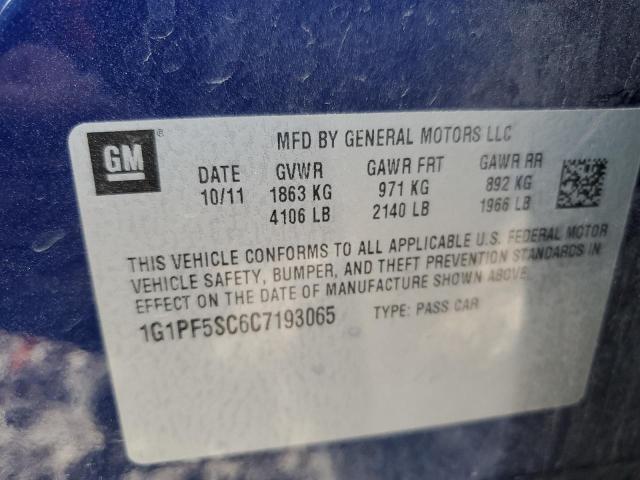 GM ®
MFD BY GENERAL MOTORS LLC
DATE GVWR GAWR FRT GAWR RR
10/11 1863 KG 971 KG 892 KG
4106 LB 2140 LB 1966 LB
THIS VEHICLE CONFORMS TO ALL APPLICABLE U.S. FEDERAL MOTOR
VEHICLE SAFETY, BUMPER, AND THEFT PREVENTION STANDARDS IN
EFFECT ON THE DATE OF MANUFACTURE SHOWN ABOVE.
1G1PF5SC6C7193065 TYPE: PASS CAR